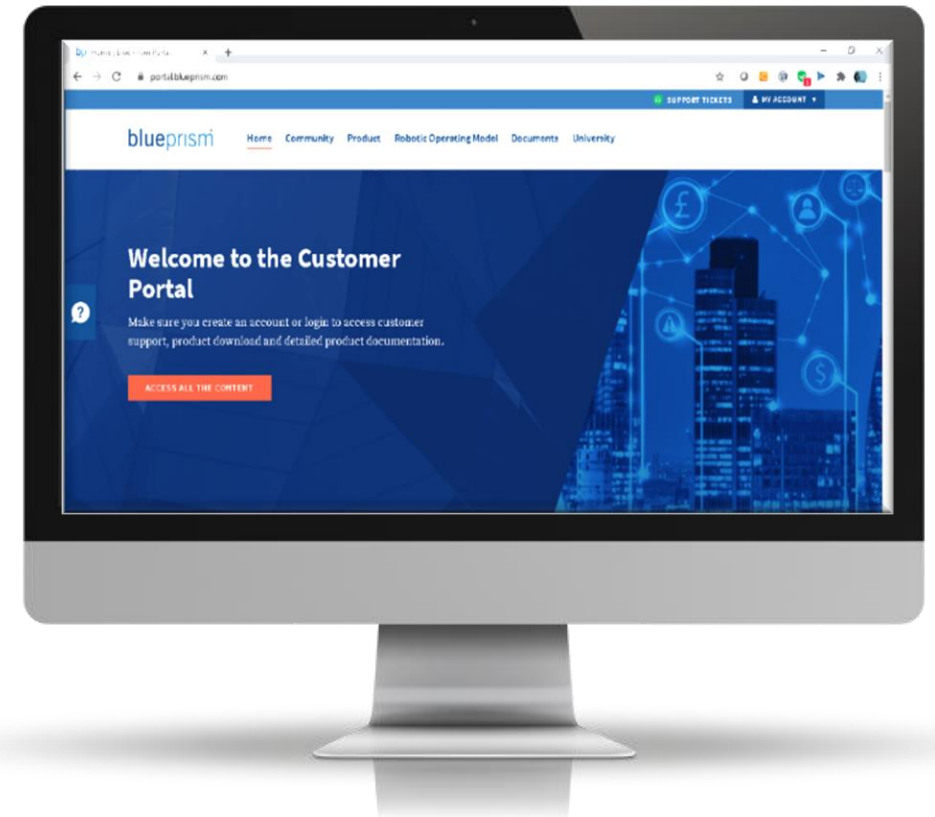 portal.blueprism.com
SUPPORT TICKETS MY ACCOUNT
blueprism Home Community Product Robotic Operating Model Documents University
Welcome to the Customer
Portal
Make sure you create an account or login to access customer
support, product download and detailed product documentation.
ACCESS ALL THE CONTENT